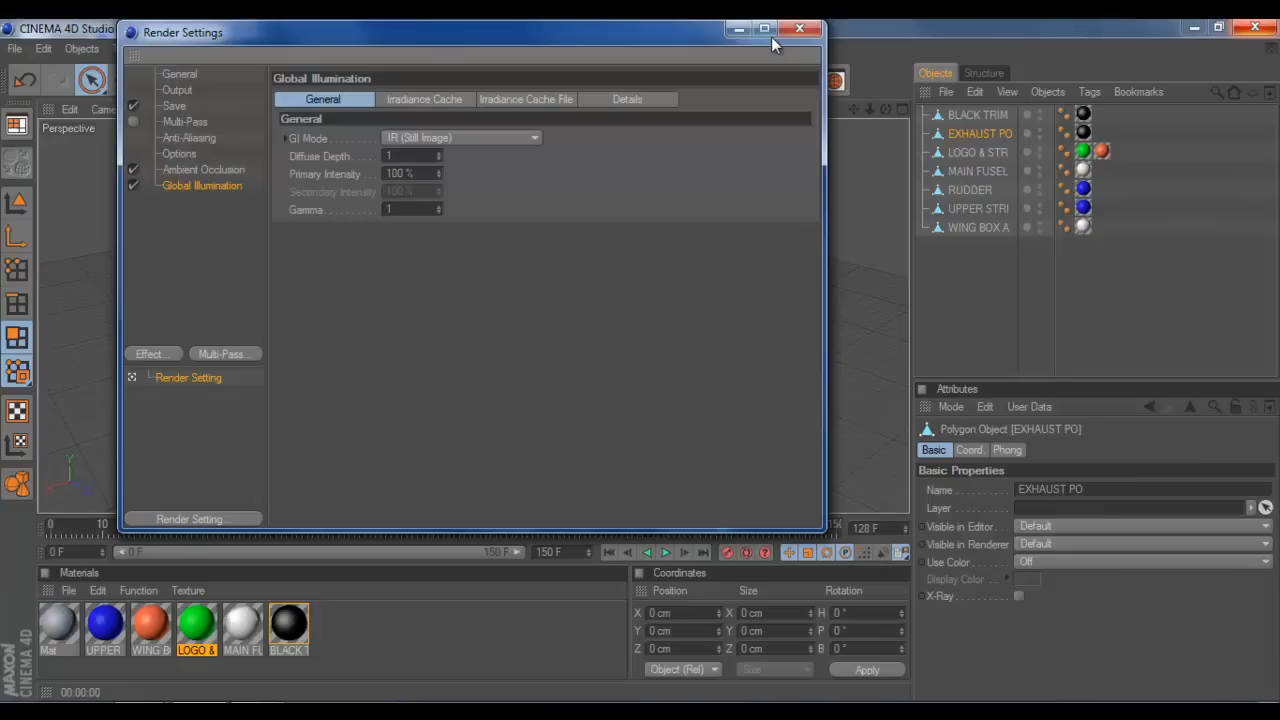 CINEMA 4D Studio
Render Settings
File Edit Objects
General
Output
Save
Multi-Pass
Anti-Aliasing
Options
Ambient Occlusion
Global Illumination
Effect... Multi-Pass...
Render Setting
Render Setting...
Global Illumination
General Irradiance Cache Irradiance Cache File Details
General
GI Mode IR (Still Image)
Diffuse Depth 1
Primary Intensity 100 %
Secondary Intensity 100 %
Gamma 1
Edit Came
Perspective
Y
Objects Structure
File Edit View Objects Tags Bookmarks
BLACK TRIM
EXHAUST PO
LOGO & STR
MAIN FUSEL
RUDDER
UPPER STRI
WING BOX A
Attributes
Mode Edit User Data
Polygon Object [EXHAUST PO]
Basic Coord. Phong
Basic Properties
Name EXHAUST PO
Layer
Visible in Editor Default
Visible in Renderer Default
Use Color Off
Display Color
X-Ray
0 10 128 F
0 F 0 F 150 F 150 F
Materials
File Edit Function Texture
Mat UPPER WING B LOGO & MAIN FU BLACK T
Coordinates
Position Size Rotation
X 0 cm X 0 cm H 0 °
Y 0 cm Y 0 cm P 0 °
Z 0 cm Z 0 cm B 0 °
Object (Rel) Size Apply
MAXON
CINEMA 4D
00:00:00